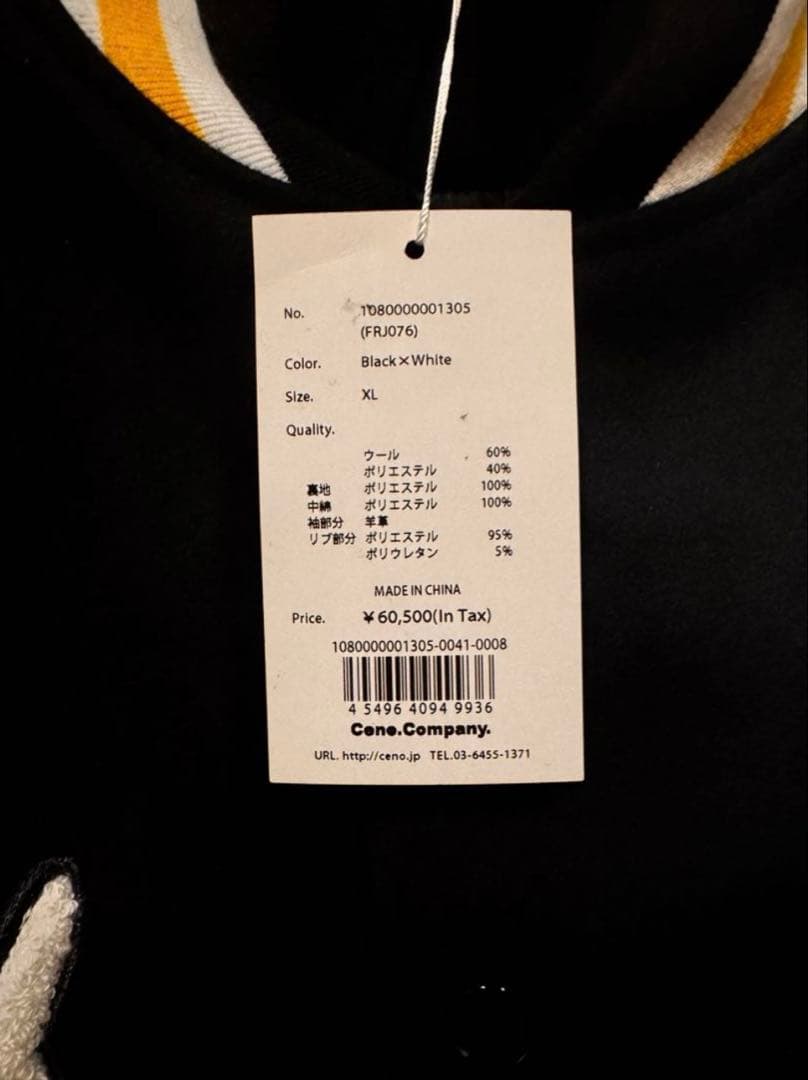 No. 1080000001305
(FRJ076)
Color. Black×White
Size. XL
Quality.
ウール 60%
ポリエステル 40%
裏地 ポリエステル 100%
中綿 ポリエステル 100%
袖部分 羊革
リブ部分 ポリエステル 95%
ポリウレタン 5%
MADE IN CHINA
Price. ¥60,500(In Tax)
1080000001305-0041-0008
4 5496 4094 9936
Ceno.Company.
URL. http://ceno.jp TEL.03-6455-1371